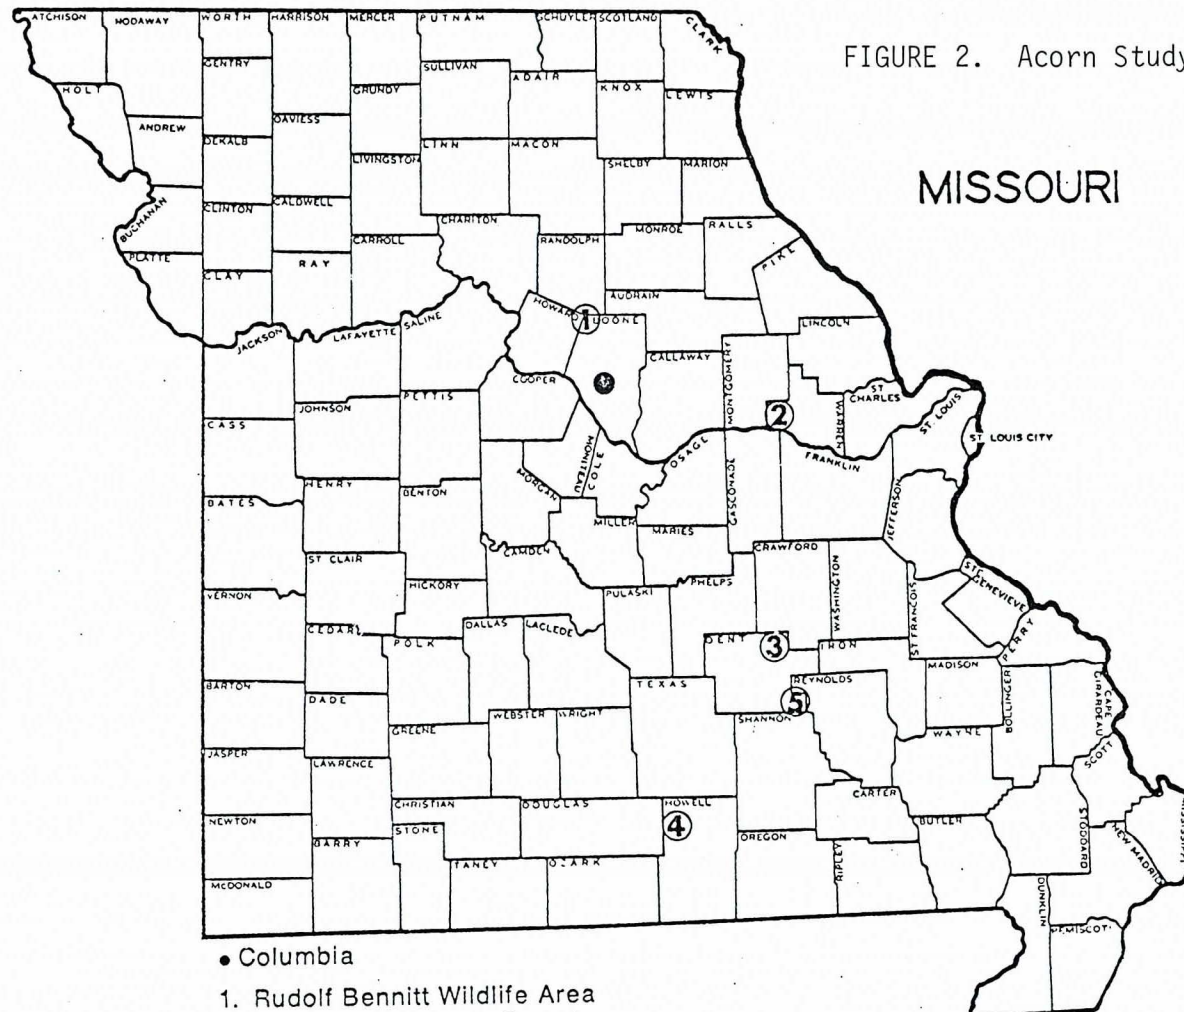 ATCHISON NODAWAY WORTH HARRISON MERCER PUTNAM SCHUYLER SCOTLAND CLARK
FIGURE 2. Acorn Study
GENTRY SULLIVAN ADAIR
HOLT GRUNDY KNOX LEWIS
ANDREW DAVIESS
DEKALB LINN MACON
LIVINGSTON SHELBY MARION
MISSOURI
BUCHANAN CLINTON CALDWELL CHARITON
RANDOLPH MONROE RALLS
PLATTE RAY CARROLL PIKE
CLAY
HOWARD AUDRAIN
1 BOONE LINCOLN
JACKSON LAFAYETTE SALINE
CALLAWAY MONTGOMERY
COOPER ST CHARLES
JOHNSON PETTIS ST. LOUIS
2 WARREN
CASS ST. LOUIS CITY
MONITEAU COLE OSAGE FRANKLIN
HENRY BENTON MORGAN GASCONADE
BATES JEFFERSON
MILLER MARIES
ST CLAIR CAMDEN CRAWFORD
HICKORY PHELPS WASHINGTON STE. GENEVIEVE
VERNON PULASKI ST FRANCOIS
CEDAR DALLAS LACLEDE
POLK DENT 3 IRON PERRY
MADISON
BARTON TEXAS REYNOLDS BOLLINGER CAPE GIRARDEAU
DADE 5
WEBSTER WRIGHT SHANNON
GREENE WAYNE
JASPER SCOTT
LAWRENCE
CARTER
CHRISTIAN DOUGLAS HOWELL
NEWTON STODDARD MISSISSIPPI
STONE 4 BUTLER
BARRY OREGON NEW MADRID
TANEY OZARK RIPLEY
MCDONALD DUNKLIN
PEMISCOT
• Columbia
1. Rudolf Bennitt Wildlife Area